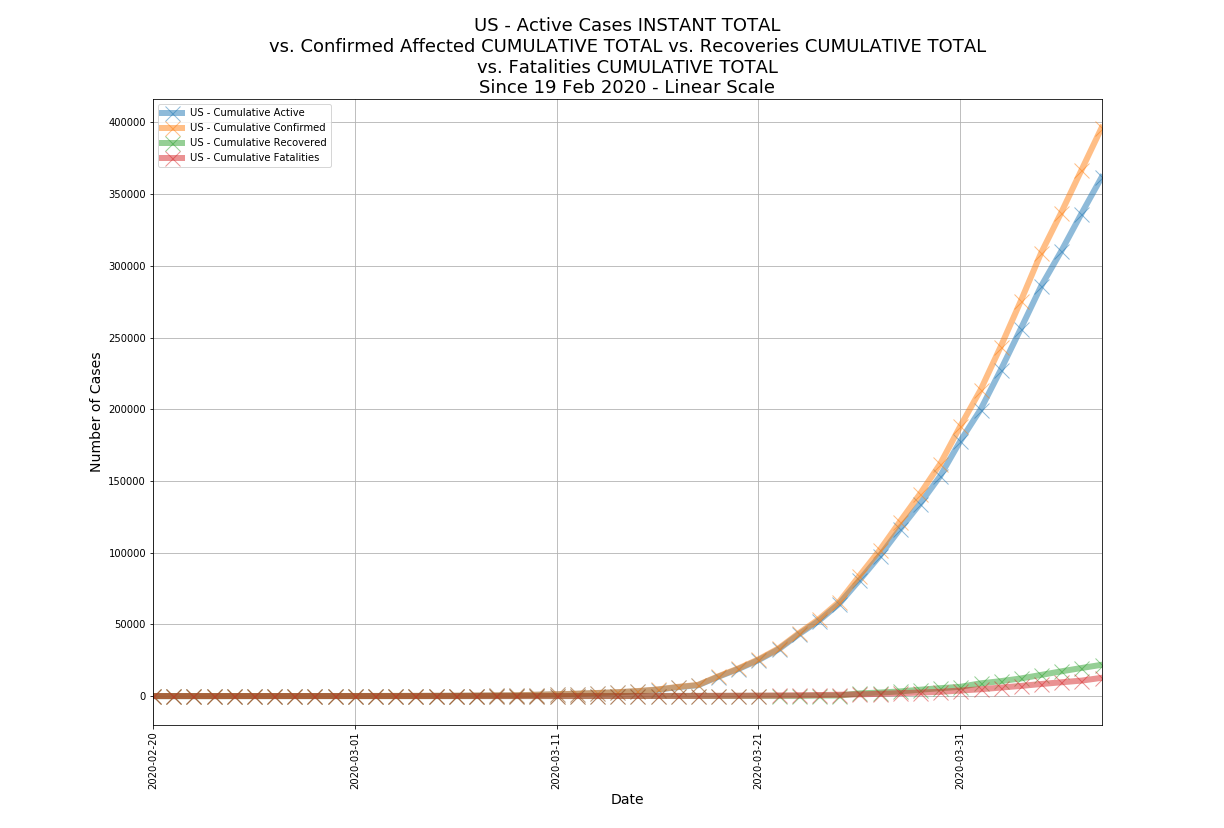 US - Active Cases INSTANT TOTAL
vs. Confirmed Affected CUMULATIVE TOTAL vs. Recoveries CUMULATIVE TOTAL
vs. Fatalities CUMULATIVE TOTAL
Since 19 Feb 2020 - Linear Scale
US - Cumulative Active
US - Cumulative Confirmed
US - Cumulative Recovered
US - Cumulative Fatalities
Number of Cases
400000
350000
300000
250000
200000
150000
100000
50000
0
2020-02-20
2020-03-01
2020-03-11
2020-03-21
2020-03-31
Date